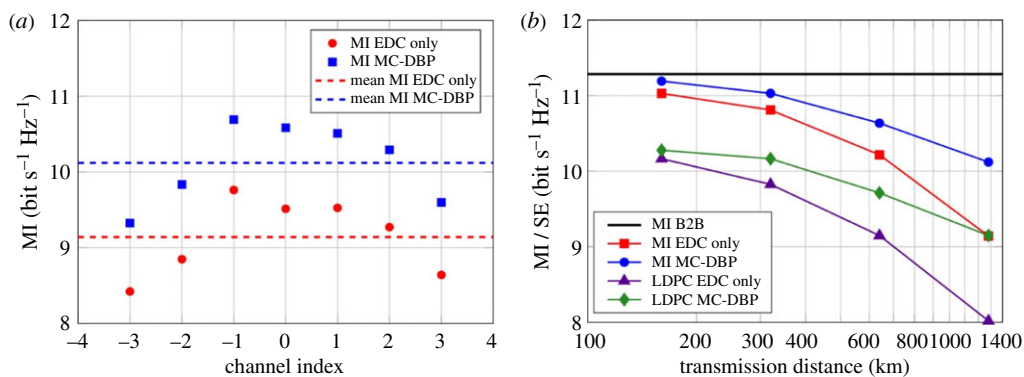 (a)
12
11
10
9
8
MI (bit s⁻¹ Hz⁻¹)
MI EDC only
MI MC-DBP
mean MI EDC only
mean MI MC-DBP
−4 −3 −2 −1 0 1 2 3 4
channel index
(b)
12
11
10
9
8
MI / SE (bit s⁻¹ Hz⁻¹)
MI B2B
MI EDC only
MI MC-DBP
LDPC EDC only
LDPC MC-DBP
100 200 300 400 600 800 1000 1400
transmission distance (km)